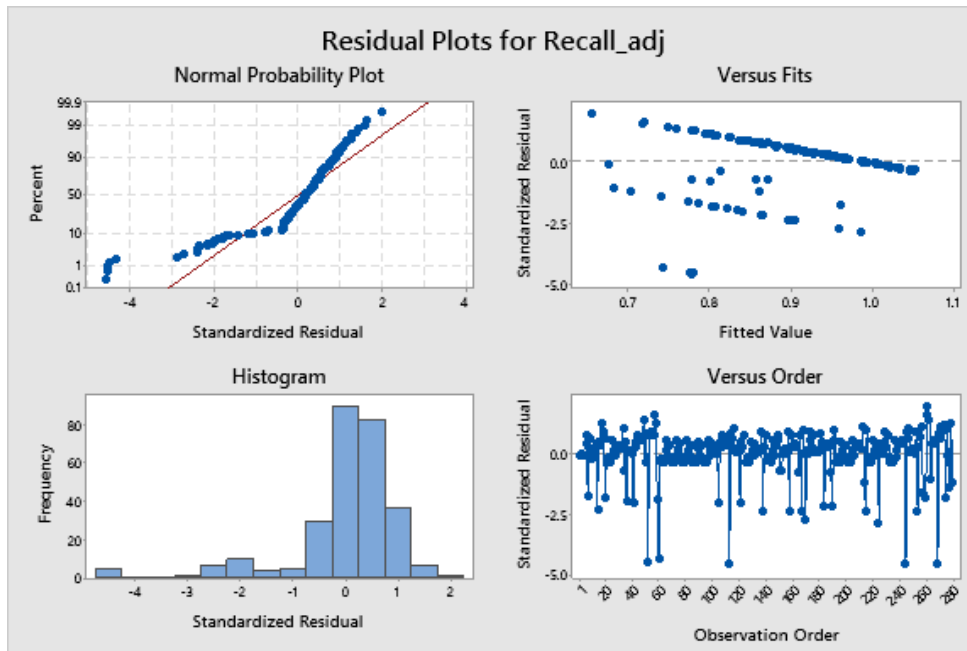 Residual Plots for Recall_adj
Normal Probability Plot
99.9
99
90
50
10
1
0.1
Percent
-4 -2 0 2 4
Standardized Residual
Versus Fits
0.0
-2.5
-5.0
Standardized Residual
0.7 0.8 0.9 1.0 1.1
Fitted Value
Histogram
80
60
40
20
0
Frequency
-4 -3 -2 -1 0 1 2
Standardized Residual
Versus Order
0.0
-2.5
-5.0
Standardized Residual
1 20 40 60 80 100 120 140 160 180 200 220 240 260 280
Observation Order